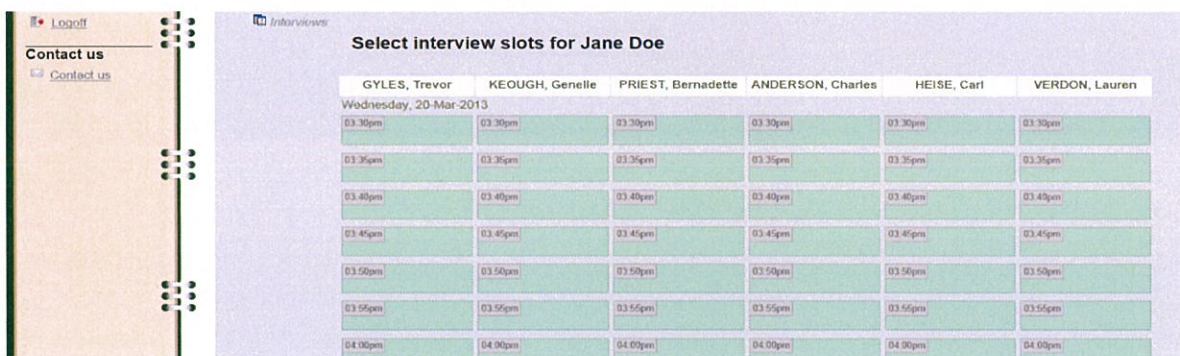 Logoff
Contact us
Contact us
Interviews
Select interview slots for Jane Doe
GYLES, Trevor KEOUGH, Genelle PRIEST, Bernadette ANDERSON, Charles HEISE, Carl VERDON, Lauren
Wednesday, 20-Mar-2013
03:30pm 03:30pm 03:30pm 03:30pm 03:30pm 03:30pm
03:35pm 03:35pm 03:35pm 03:35pm 03:35pm 03:35pm
03:40pm 03:40pm 03:40pm 03:40pm 03:40pm 03:40pm
03:45pm 03:45pm 03:45pm 03:45pm 03:45pm 03:45pm
03:50pm 03:50pm 03:50pm 03:50pm 03:50pm 03:50pm
03:55pm 03:55pm 03:55pm 03:55pm 03:55pm 03:55pm
04:00pm 04:00pm 04:00pm 04:00pm 04:00pm 04:00pm